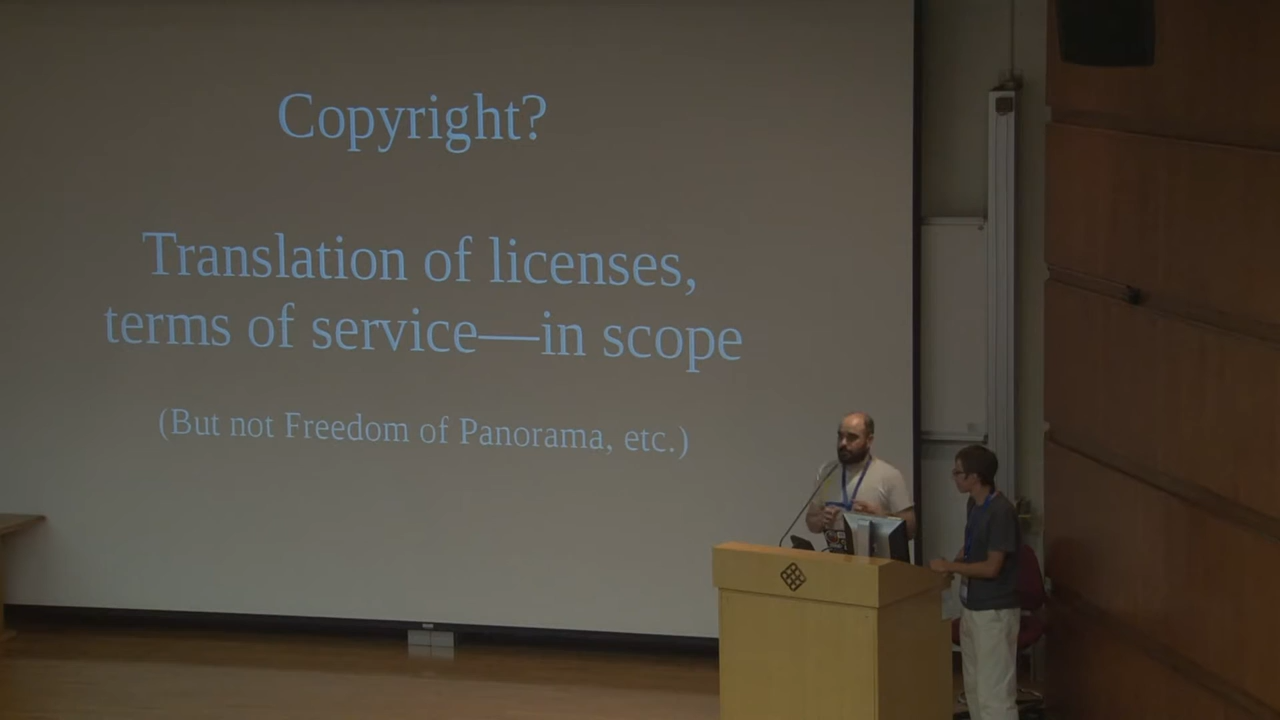 Copyright?
Translation of licenses,
terms of service—in scope
(But not Freedom of Panorama, etc.)